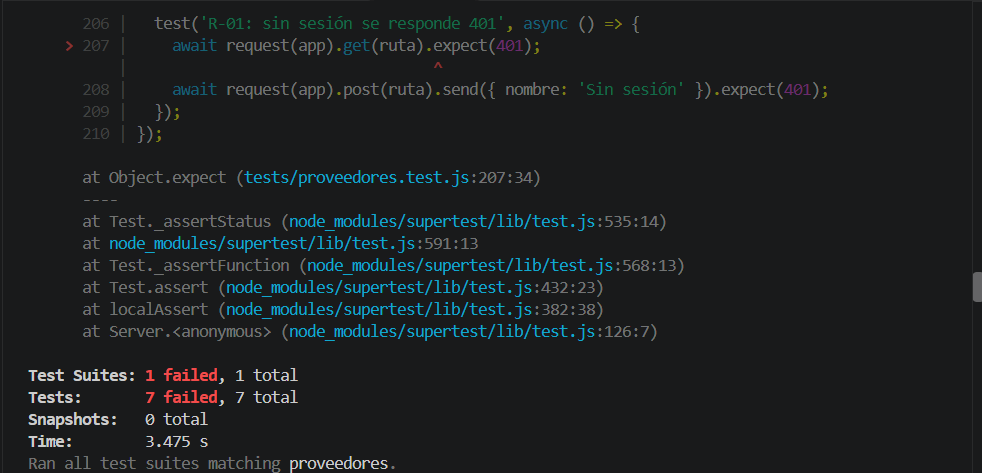 206 |   test('R-01: sin sesión se responde 401', async () => {
> 207 |     await request(app).get(ruta).expect(401);
|                                  ^
208 |     await request(app).post(ruta).send({ nombre: 'Sin sesión' }).expect(401);
209 |   });
210 | });
at Object.expect (tests/proveedores.test.js:207:34)
----
at Test._assertStatus (node_modules/supertest/lib/test.js:535:14)
at node_modules/supertest/lib/test.js:591:13
at Test._assertFunction (node_modules/supertest/lib/test.js:568:13)
at Test.assert (node_modules/supertest/lib/test.js:432:23)
at localAssert (node_modules/supertest/lib/test.js:382:38)
at Server.<anonymous> (node_modules/supertest/lib/test.js:126:7)
Test Suites: 1 failed, 1 total
Tests:       7 failed, 7 total
Snapshots:   0 total
Time:        3.475 s
Ran all test suites matching proveedores.